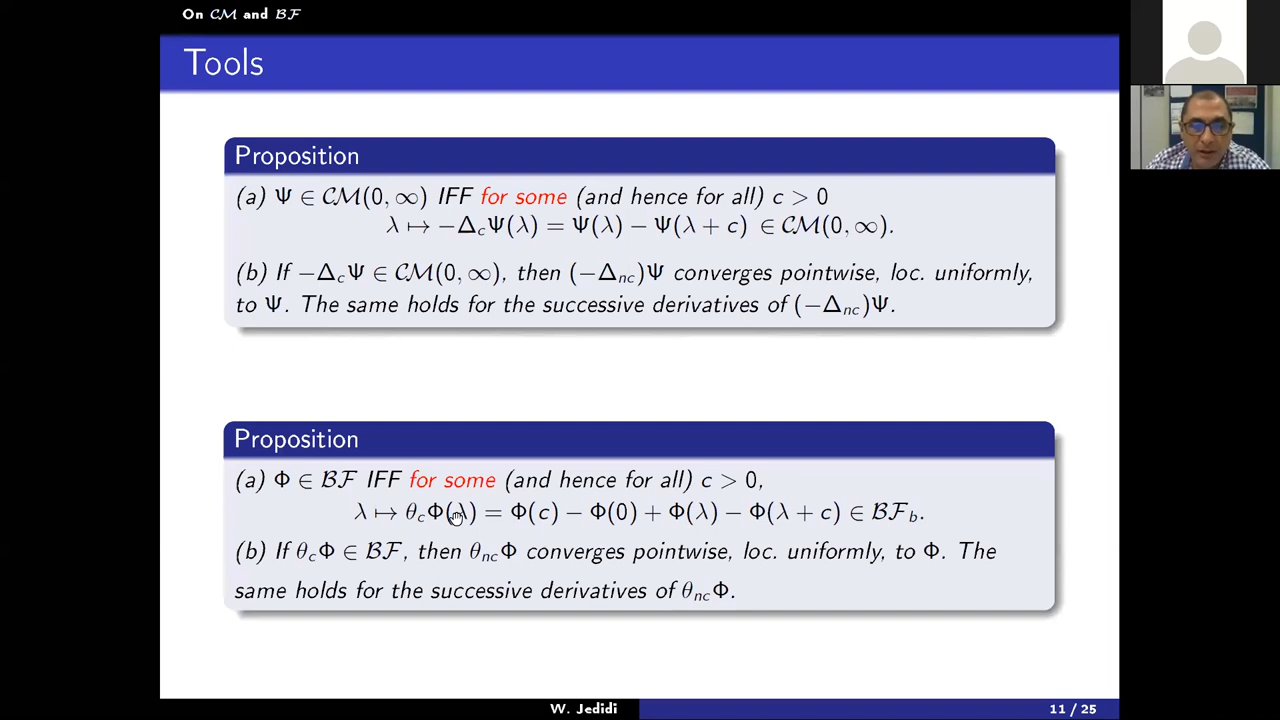 On 𝒞ℳ and ℬℱ
Tools
Proposition
(a) Ψ ∈ 𝒞ℳ(0, ∞) IFF for some (and hence for all) c > 0
λ ↦ −Δ_cΨ(λ) = Ψ(λ) − Ψ(λ + c) ∈ 𝒞ℳ(0, ∞).
(b) If −Δ_cΨ ∈ 𝒞ℳ(0, ∞), then (−Δ_{nc})Ψ converges pointwise, loc. uniformly,
to Ψ. The same holds for the successive derivatives of (−Δ_{nc})Ψ.
Proposition
(a) Φ ∈ ℬℱ IFF for some (and hence for all) c > 0,
λ ↦ θ_cΦ(λ) = Φ(c) − Φ(0) + Φ(λ) − Φ(λ + c) ∈ ℬℱ_b.
(b) If θ_cΦ ∈ ℬℱ, then θ_{nc}Φ converges pointwise, loc. uniformly, to Φ. The
same holds for the successive derivatives of θ_{nc}Φ.
W. Jedidi
11 / 25